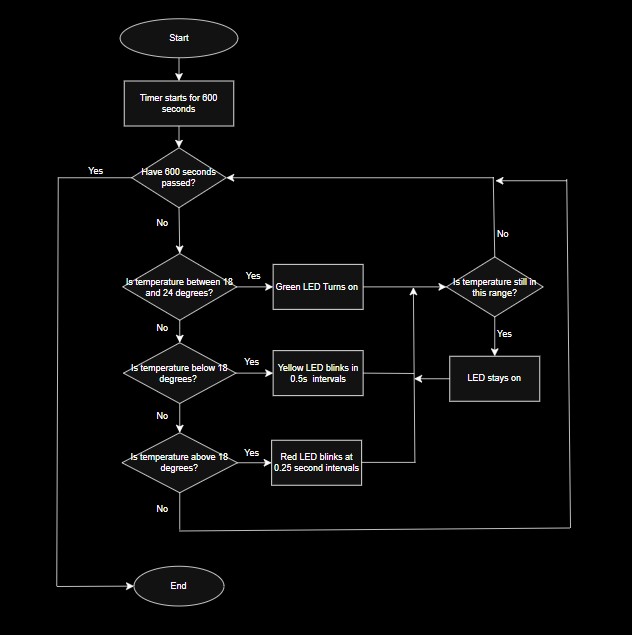 Start
Timer starts for 600
seconds
Yes
Have 600 seconds
passed?
No
No
Is temperature between 18
and 24 degrees?
Yes
Green LED Turns on
Is temperature still in
this range?
No
Yes
Is temperature below 18
degrees?
Yes
Yellow LED blinks in
0.5s intervals
LED stays on
No
Is temperature above 18
degrees?
Yes
Red LED blinks at
0.25 second intervals
No
End